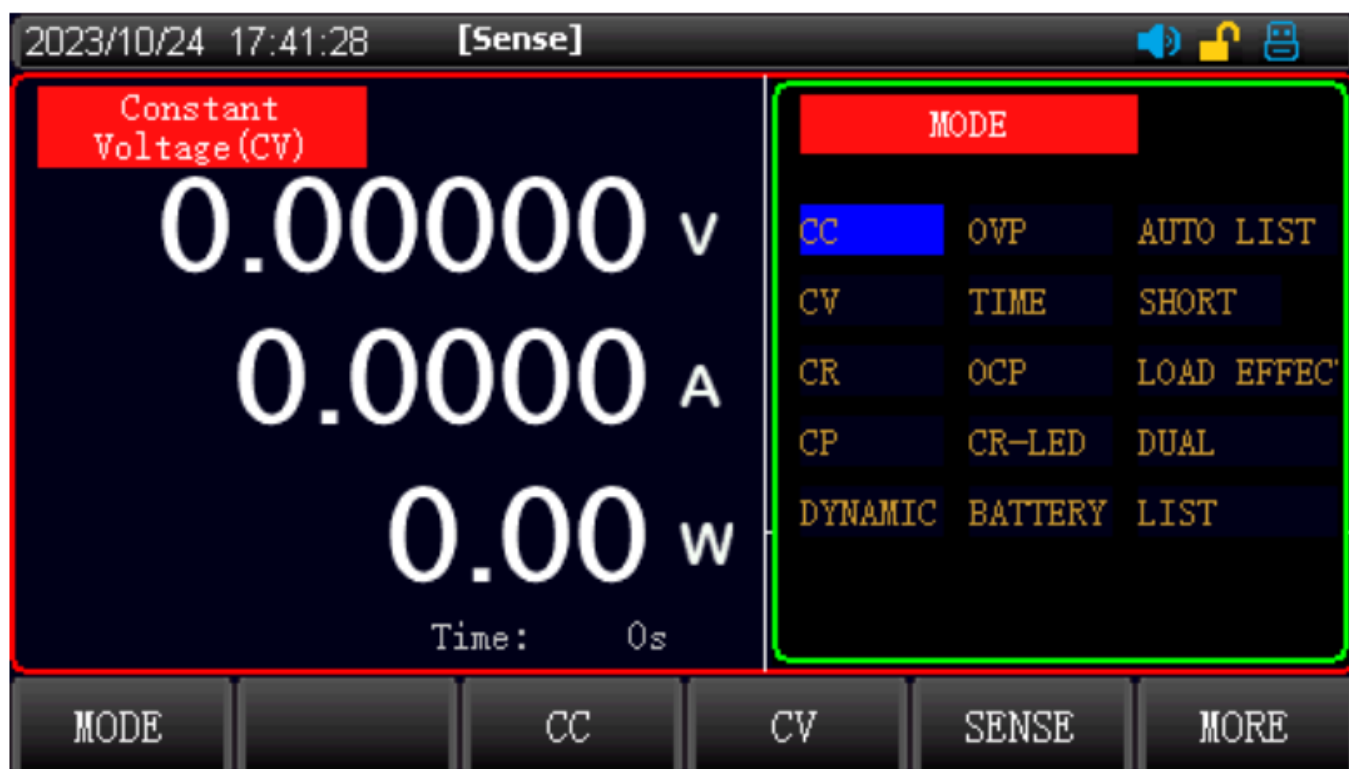 2023/10/24 17:41:28 [Sense]
Constant
Voltage(CV)
0.00000 V
0.0000 A
0.00 W
Time: 0s
MODE
CC OVP AUTO LIST
CV TIME SHORT
CR OCP LOAD EFFEC
CP CR-LED DUAL
DYNAMIC BATTERY LIST
MODE CC CV SENSE MORE